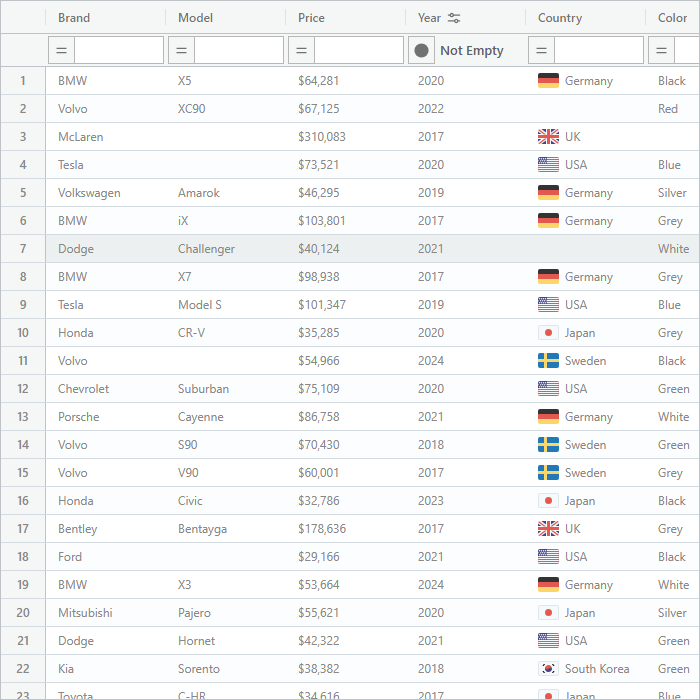 Brand Model Price Year Country Color
= = = Not Empty = =
1 BMW X5 $64,281 2020 Germany Black
2 Volvo XC90 $67,125 2022 Red
3 McLaren $310,083 2017 UK
4 Tesla $73,521 2020 USA Blue
5 Volkswagen Amarok $46,295 2019 Germany Silver
6 BMW iX $103,801 2017 Germany Grey
7 Dodge Challenger $40,124 2021 White
8 BMW X7 $98,938 2017 Germany Grey
9 Tesla Model S $101,347 2019 USA Blue
10 Honda CR-V $35,285 2020 Japan Grey
11 Volvo $54,966 2024 Sweden Black
12 Chevrolet Suburban $75,109 2020 USA Green
13 Porsche Cayenne $86,758 2021 Germany White
14 Volvo S90 $70,430 2018 Sweden Green
15 Volvo V90 $60,001 2017 Sweden Grey
16 Honda Civic $32,786 2023 Japan Black
17 Bentley Bentayga $178,636 2017 UK Grey
18 Ford $29,166 2021 USA Black
19 BMW X3 $53,664 2024 Germany White
20 Mitsubishi Pajero $55,621 2020 Japan Silver
21 Dodge Hornet $42,322 2021 USA Green
22 Kia Sorento $38,382 2018 South Korea Green
23 Toyota C-HR $34,616 2017 Japan Blue